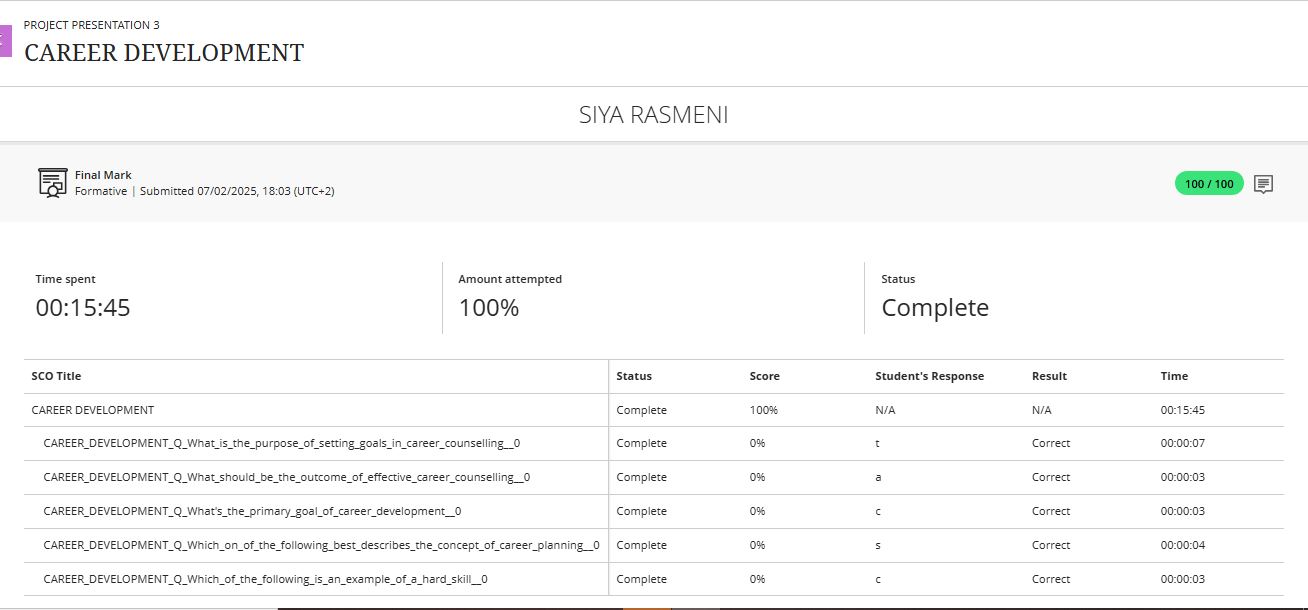 PROJECT PRESENTATION 3
CAREER DEVELOPMENT
SIYA RASMENI
Final Mark
Formative | Submitted 07/02/2025, 18:03 (UTC+2)
100 / 100
Time spent
00:15:45
Amount attempted
100%
Status
Complete
SCO Title Status Score Student's Response Result Time
CAREER DEVELOPMENT Complete 100% N/A N/A 00:15:45
CAREER_DEVELOPMENT_Q_What_is_the_purpose_of_setting_goals_in_career_counselling__0 Complete 0% t Correct 00:00:07
CAREER_DEVELOPMENT_Q_What_should_be_the_outcome_of_effective_career_counselling__0 Complete 0% a Correct 00:00:03
CAREER_DEVELOPMENT_Q_What's_the_primary_goal_of_career_development__0 Complete 0% c Correct 00:00:03
CAREER_DEVELOPMENT_Q_Which_on_of_the_following_best_describes_the_concept_of_career_planning__0 Complete 0% s Correct 00:00:04
CAREER_DEVELOPMENT_Q_Which_of_the_following_is_an_example_of_a_hard_skill__0 Complete 0% c Correct 00:00:03